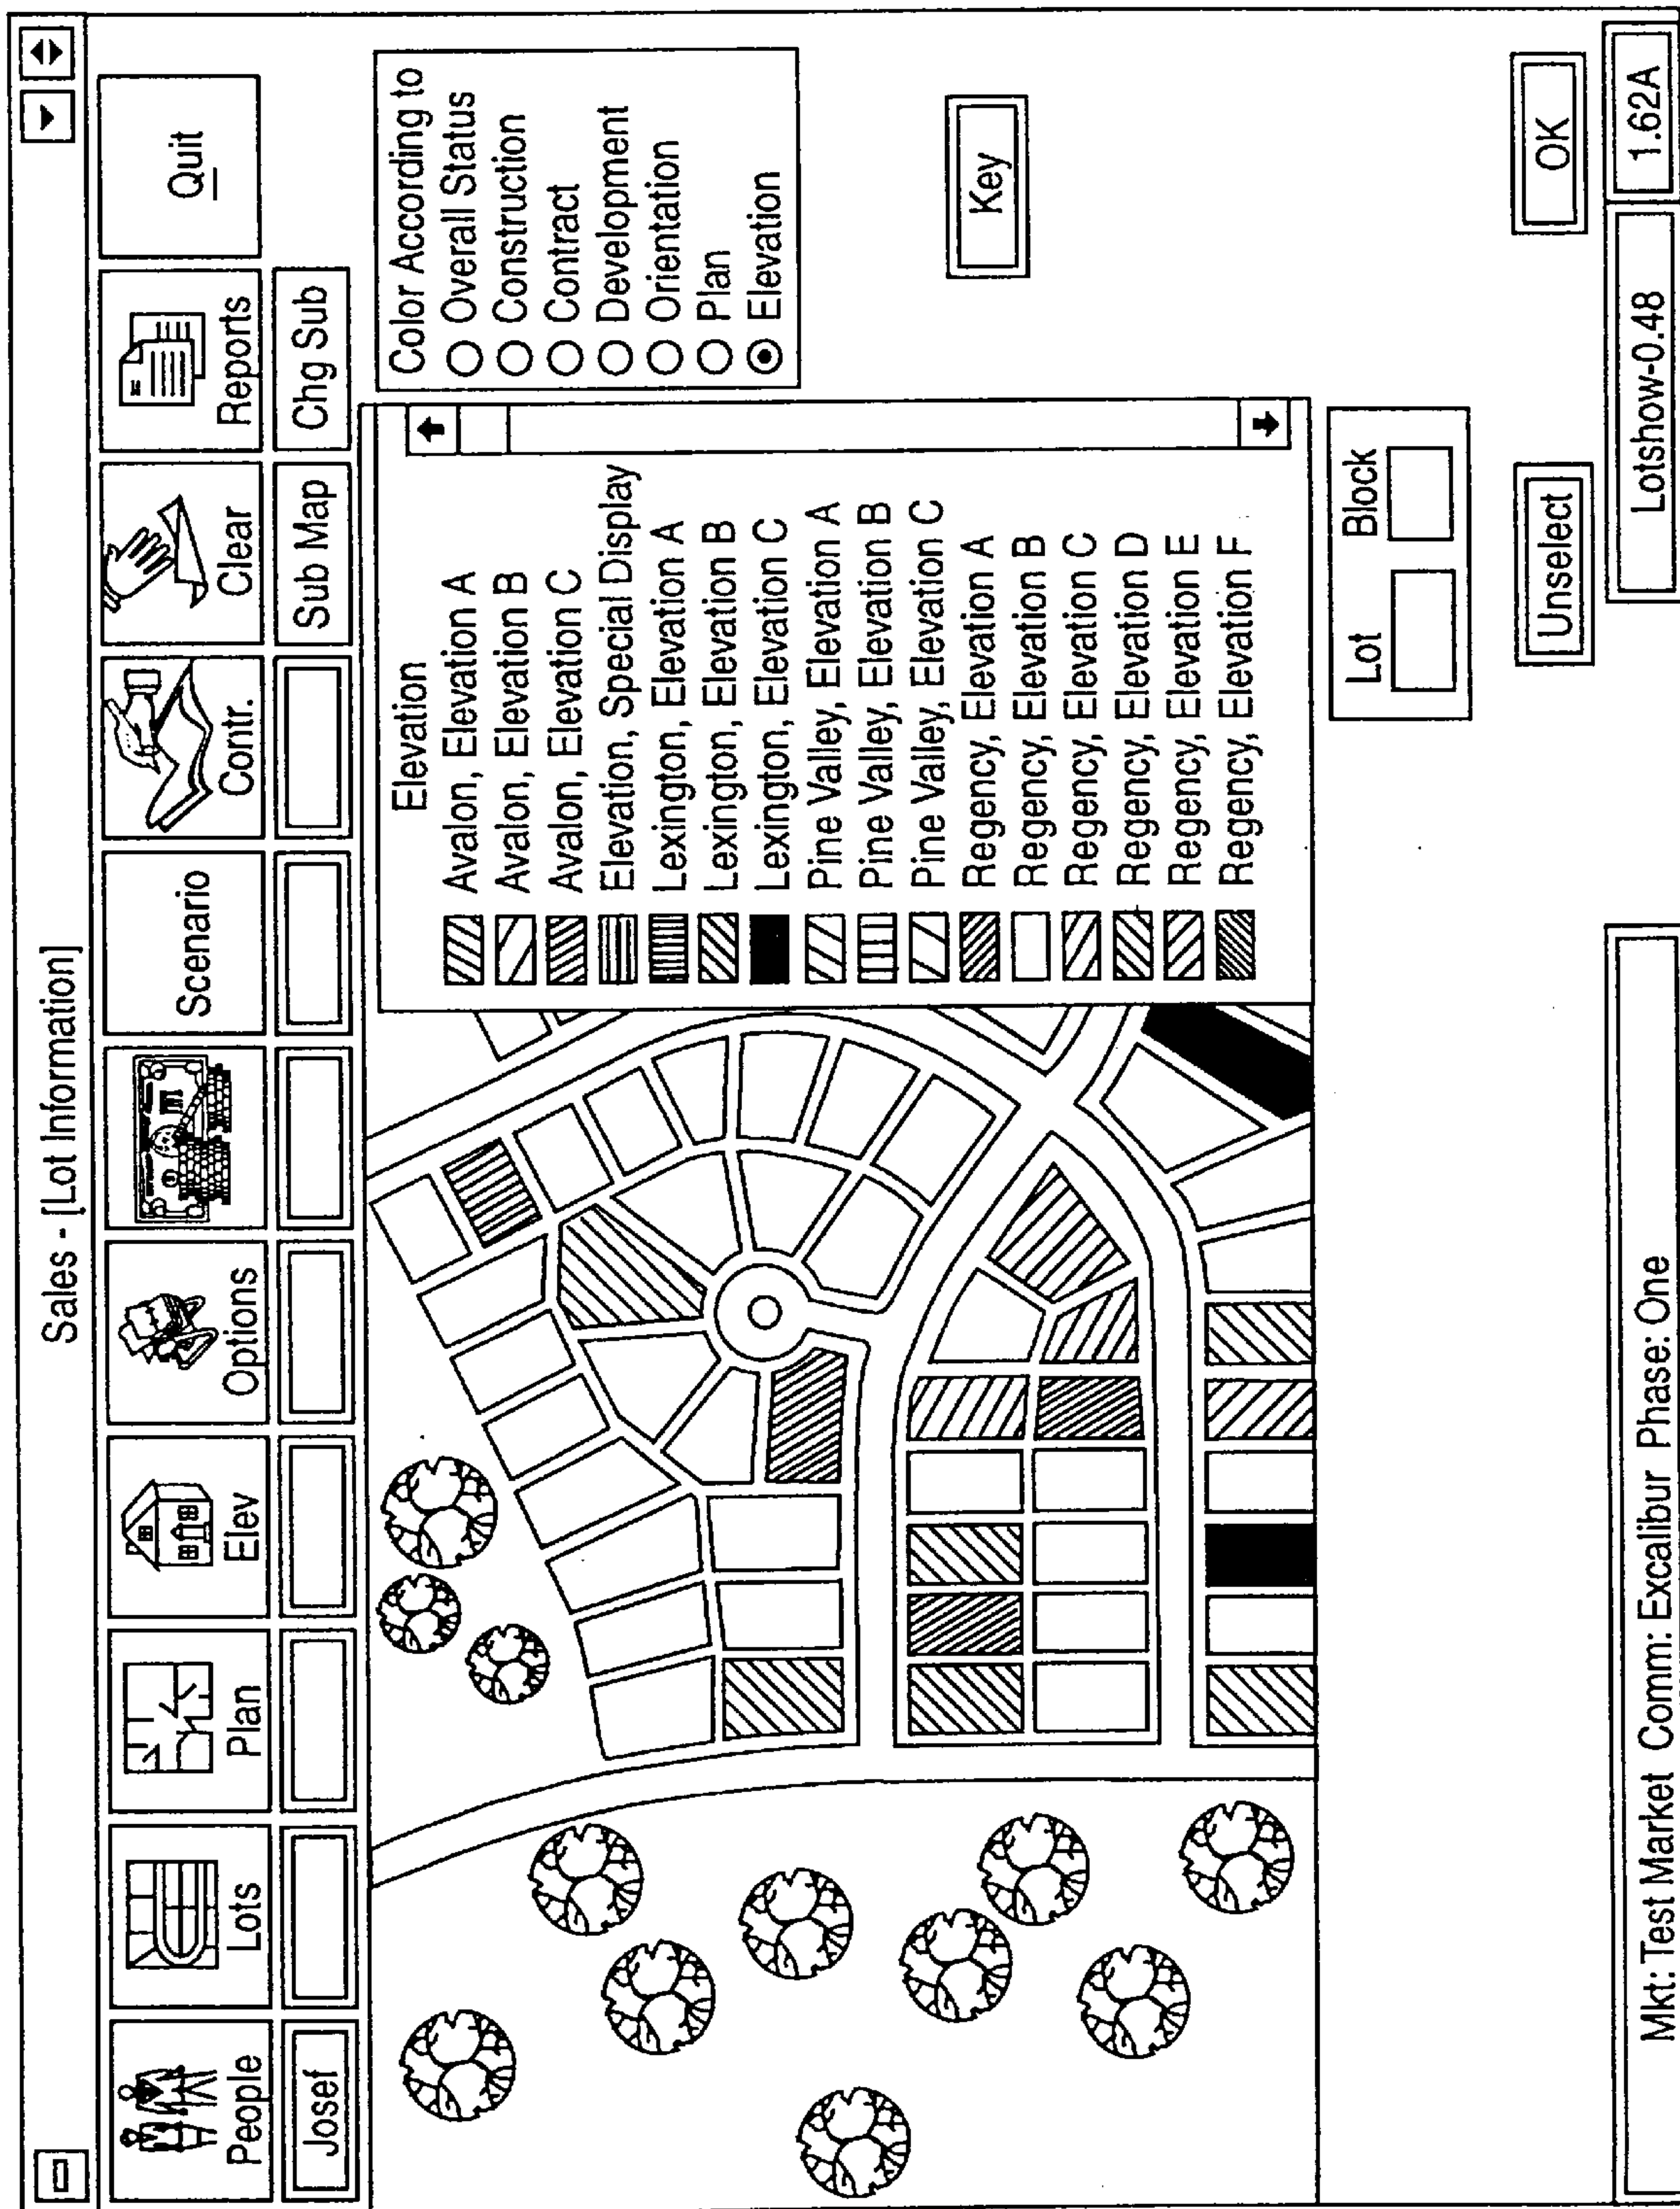 Sales - [Lot Information]
People
Lots
Plan
Elev
Options
Scenario
Contr.
Clear
Reports
Quit
Josef
Sub Map
Chg Sub
Elevation
Avalon, Elevation A
Avalon, Elevation B
Avalon, Elevation C
Elevation, Special Display
Lexington, Elevation A
Lexington, Elevation B
Lexington, Elevation C
Pine Valley, Elevation A
Pine Valley, Elevation B
Pine Valley, Elevation C
Regency, Elevation A
Regency, Elevation B
Regency, Elevation C
Regency, Elevation D
Regency, Elevation E
Regency, Elevation F
Color According to
Overall Status
Construction
Contract
Development
Orientation
Plan
Elevation
Key
Lot Block
Unselect
OK
Mkt: Test Market Comm: Excalibur Phase: One
Lotshow-0.48
1.62A